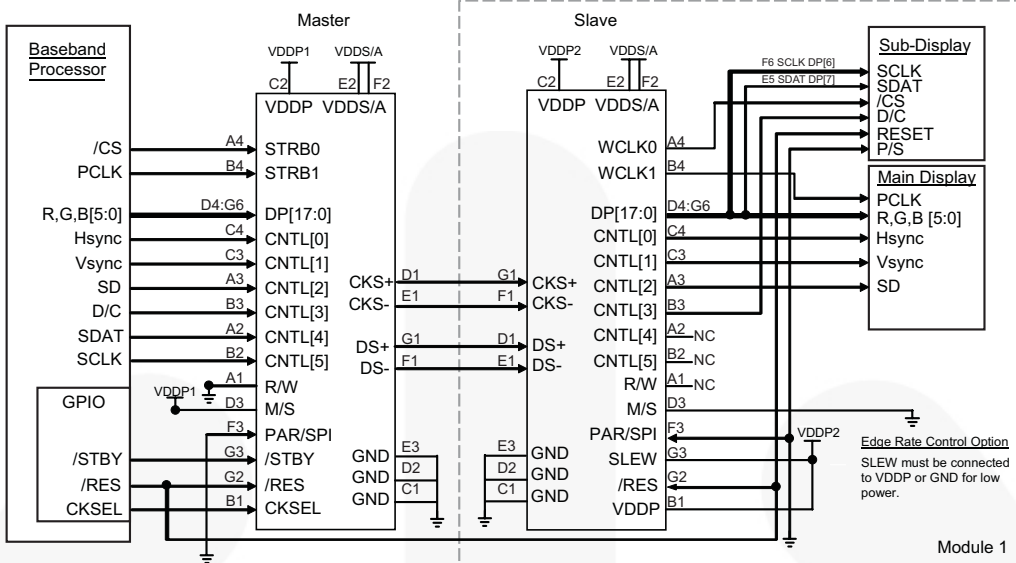 Master
Slave
Baseband
Processor
/CS
PCLK
R,G,B[5:0]
Hsync
Vsync
SD
D/C
SDAT
SCLK
GPIO
/STBY
/RES
CKSEL
A4
B4
D4:G6
C4
C3
A3
B3
A2
B2
A1
VDDP1
D3
F3
G3
G2
B1
VDDP1
VDDS/A
C2
E2
F2
VDDP
VDDS/A
STRB0
STRB1
DP[17:0]
CNTL[0]
CNTL[1]
CNTL[2]
CNTL[3]
CNTL[4]
CNTL[5]
R/W
M/S
PAR/SPI
/STBY
/RES
CKSEL
CKS+
CKS-
DS+
DS-
GND
GND
GND
D1
E1
G1
F1
E3
D2
C1
G1
F1
D1
E1
E3
D2
C1
VDDP2
VDDS/A
C2
E2
F2
VDDP
VDDS/A
CKS+
CKS-
DS+
DS-
GND
GND
GND
WCLK0
WCLK1
DP[17:0]
CNTL[0]
CNTL[1]
CNTL[2]
CNTL[3]
CNTL[4]
CNTL[5]
R/W
M/S
PAR/SPI
SLEW
/RES
VDDP
A4
B4
D4:G6
C4
C3
A3
B3
A2
NC
B2
NC
A1
NC
D3
F3
G3
G2
B1
VDDP2
F6 SCLK DP[6]
E5 SDAT DP[7]
Sub-Display
SCLK
SDAT
/CS
D/C
RESET
P/S
Main Display
PCLK
R,G,B [5:0]
Hsync
Vsync
SD
Edge Rate Control Option
SLEW must be connected
to VDDP or GND for low
power.
Module 1